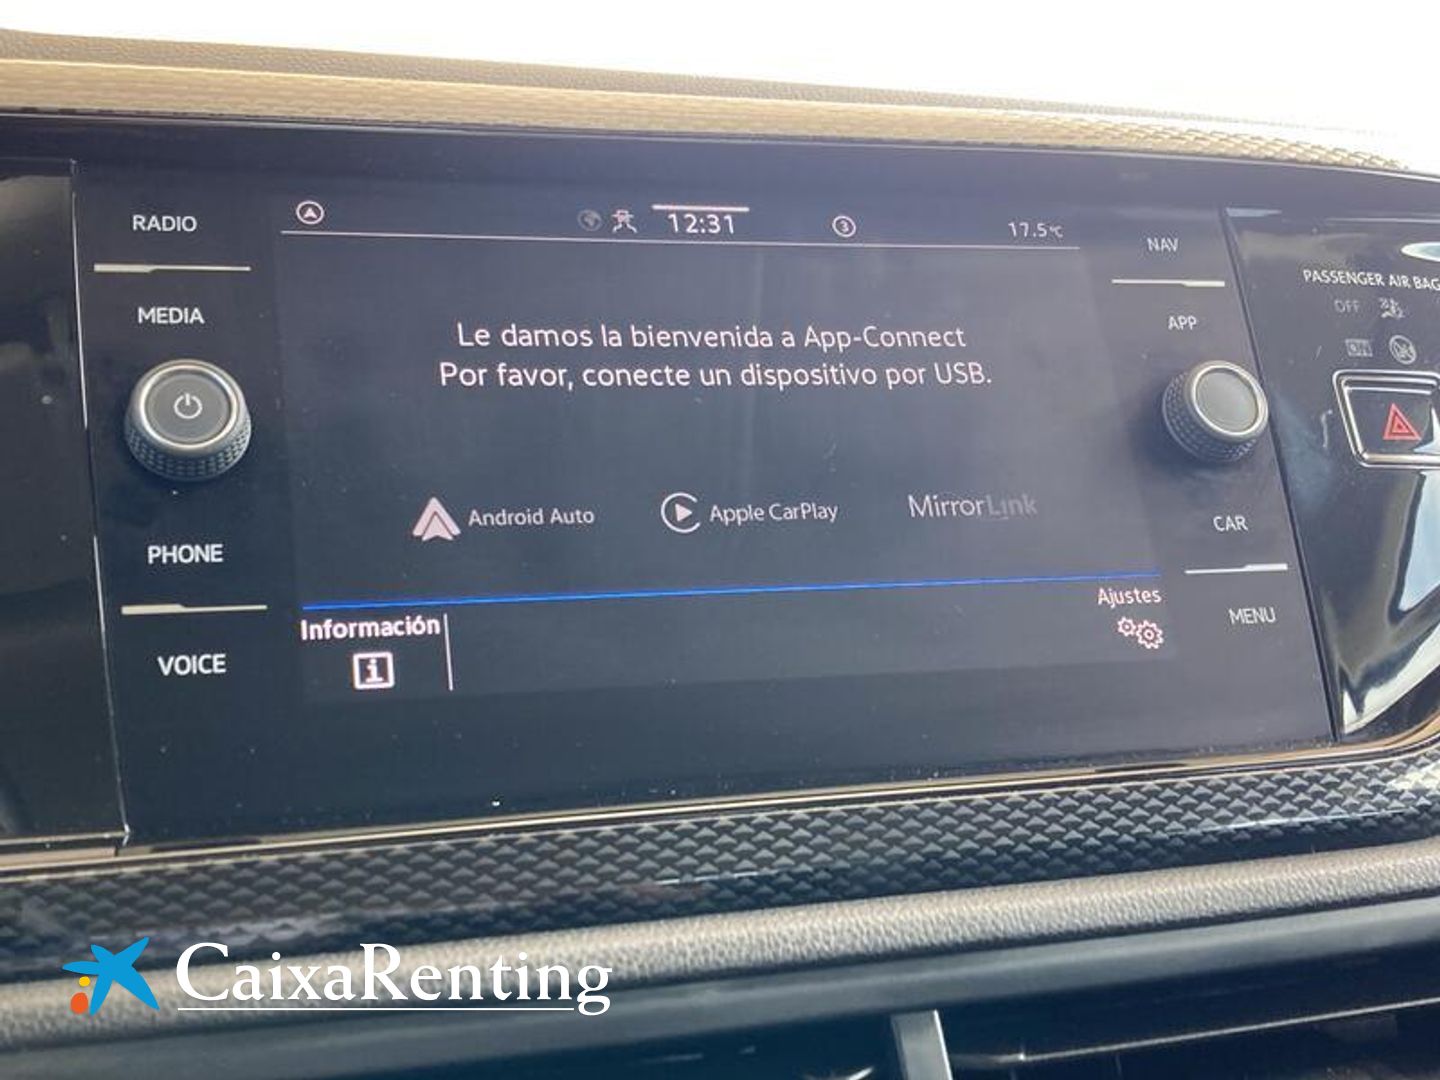 RADIO
MEDIA
PHONE
VOICE
12:31
3
17.5°C
Le damos la bienvenida a App-Connect
Por favor, conecte un dispositivo por USB.
Android Auto
Apple CarPlay
MirrorLink
Información
Ajustes
NAV
APP
CAR
MENU
PASSENGER AIR BAG
OFF
CaixaRenting